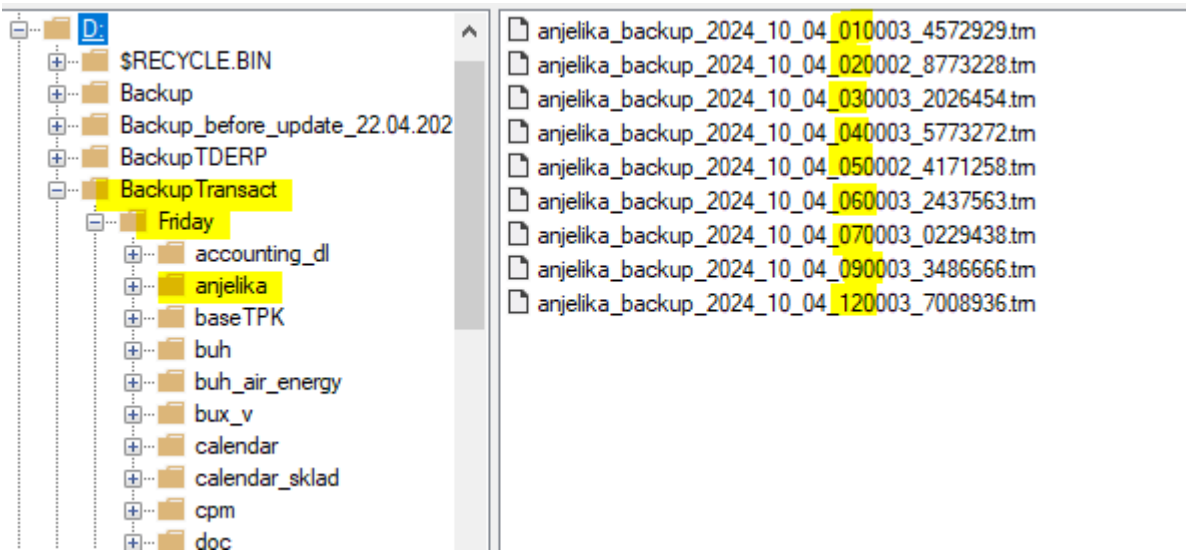 D:
$RECYCLE.BIN
Backup
Backup_before_update_22.04.202
BackupTDERP
BackupTransact
Friday
accounting_dl
anjelika
baseTPK
buh
buh_air_energy
bux_v
calendar
calendar_sklad
cpm
doc
anjelika_backup_2024_10_04_010003_4572929.trn
anjelika_backup_2024_10_04_020002_8773228.trn
anjelika_backup_2024_10_04_030003_2026454.trn
anjelika_backup_2024_10_04_040003_5773272.trn
anjelika_backup_2024_10_04_050002_4171258.trn
anjelika_backup_2024_10_04_060003_2437563.trn
anjelika_backup_2024_10_04_070003_0229438.trn
anjelika_backup_2024_10_04_090003_3486666.trn
anjelika_backup_2024_10_04_120003_7008936.trn